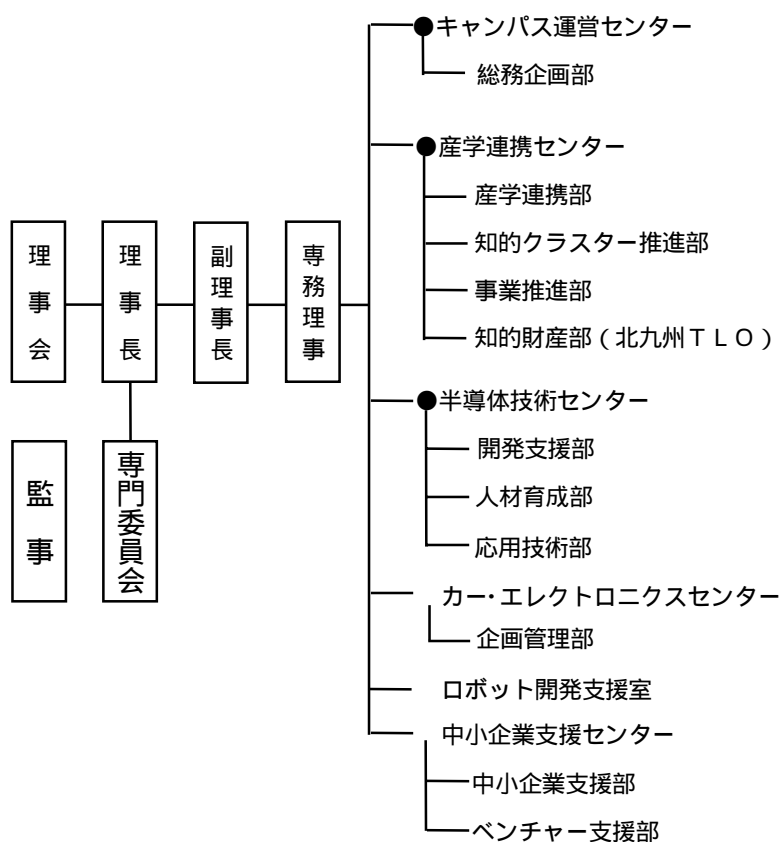 理事会
理事長
副理事長
専務理事
監事
専門委員会
●キャンパス運営センター
総務企画部
●産学連携センター
産学連携部
知的クラスター推進部
事業推進部
知的財産部（北九州ＴＬＯ）
●半導体技術センター
開発支援部
人材育成部
応用技術部
カー・エレクトロニクスセンター
企画管理部
ロボット開発支援室
中小企業支援センター
中小企業支援部
ベンチャー支援部